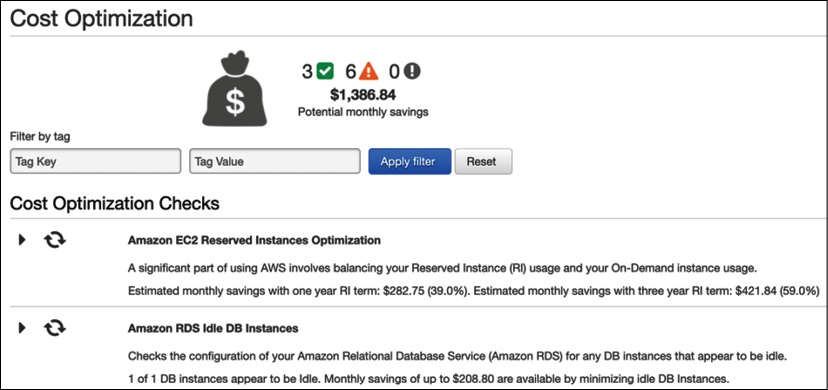 Cost Optimization
3 6 0
$1,386.84
Potential monthly savings
Filter by tag
Tag Key Tag Value Apply filter Reset
Cost Optimization Checks
Amazon EC2 Reserved Instances Optimization
A significant part of using AWS involves balancing your Reserved Instance (RI) usage and your On-Demand instance usage.
Estimated monthly savings with one year RI term: $282.75 (39.0%). Estimated monthly savings with three year RI term: $421.84 (59.0%)
Amazon RDS Idle DB Instances
Checks the configuration of your Amazon Relational Database Service (Amazon RDS) for any DB instances that appear to be idle.
1 of 1 DB instances appear to be Idle. Monthly savings of up to $208.80 are available by minimizing idle DB Instances.